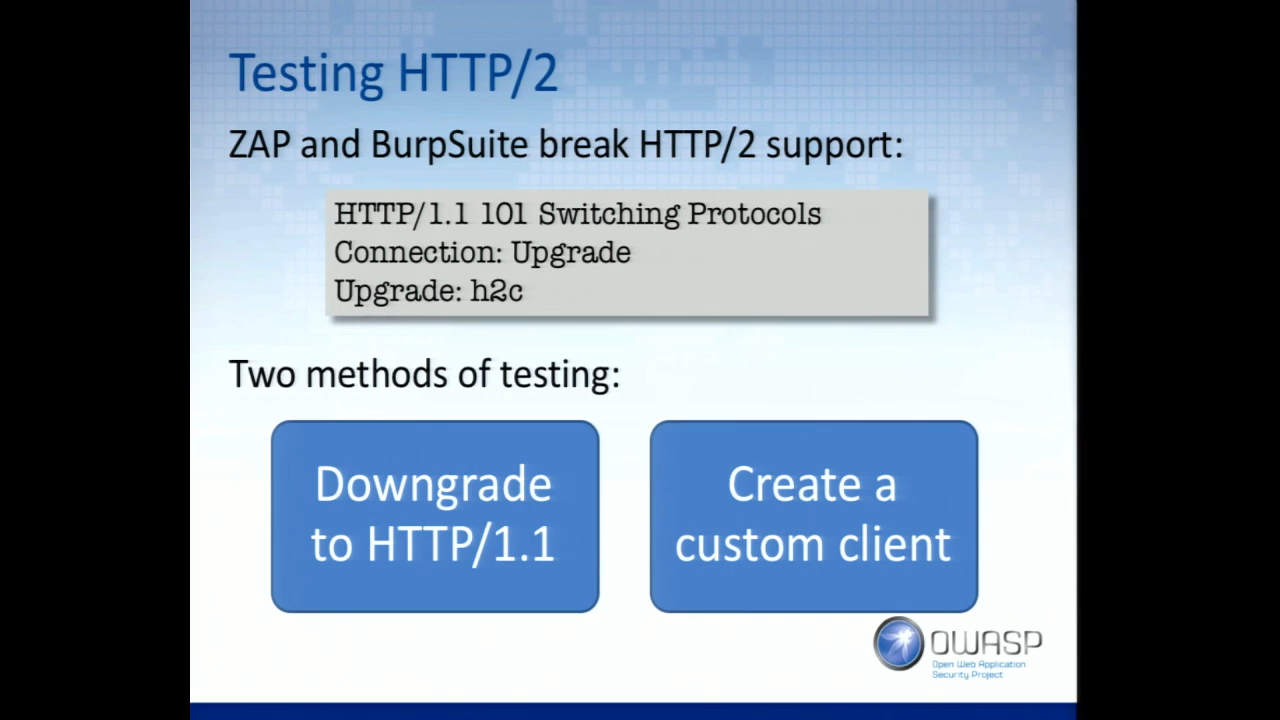 Testing HTTP/2
ZAP and BurpSuite break HTTP/2 support:
HTTP/1.1 101 Switching Protocols
Connection: Upgrade
Upgrade: h2c
Two methods of testing:
Downgrade
to HTTP/1.1
Create a
custom client
OWASP
Open Web Application
Security Project